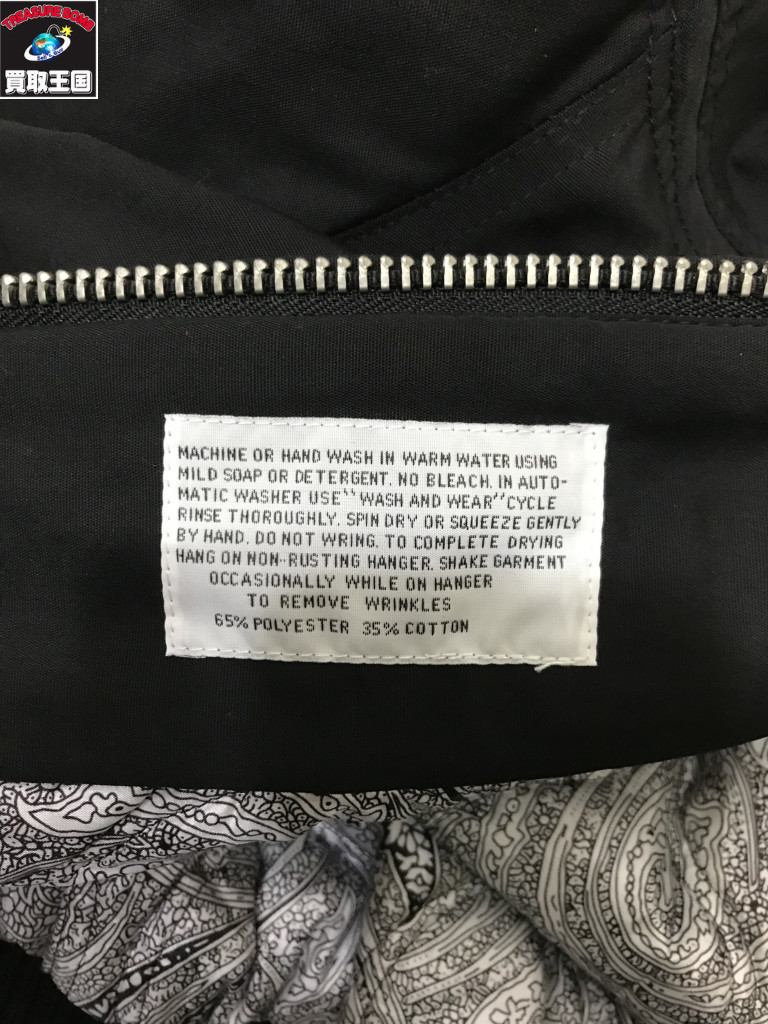 TREASURE BOMB
買取王国
MACHINE OR HAND WASH IN WARM WATER USING
MILD SOAP OR DETERGENT. NO BLEACH. IN AUTO-
MATIC WASHER USE "WASH AND WEAR" CYCLE
RINSE THOROUGHLY. SPIN DRY OR SQUEEZE GENTLY
BY HAND. DO NOT WRING. TO COMPLETE DRYING
HANG ON NON-RUSTING HANGER. SHAKE GARMENT
OCCASIONALLY WHILE ON HANGER
TO REMOVE WRINKLES
65% POLYESTER 35% COTTON